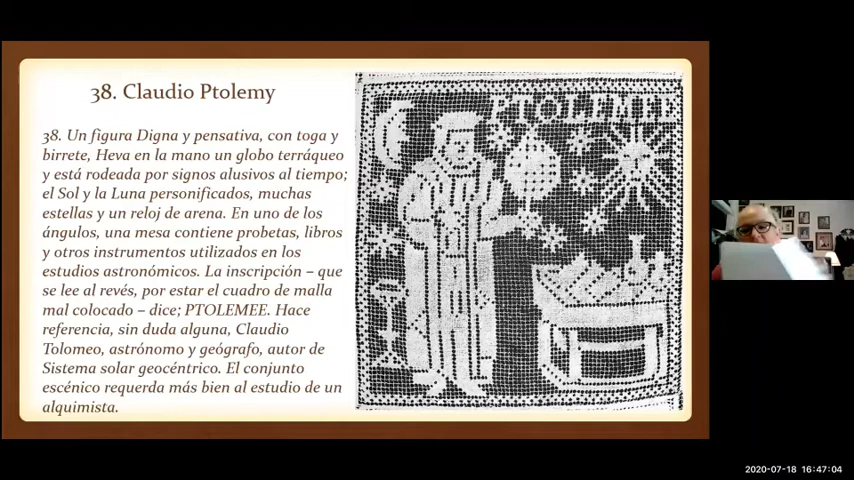 38. Claudio Ptolemy
38. Un figura Digna y pensativa, con toga y
birrete, Heva en la mano un globo terráqueo
y está rodeada por signos alusivos al tiempo;
el Sol y la Luna personificados, muchas
estellas y un reloj de arena. En uno de los
ángulos, una mesa contiene probetas, libros
y otros instrumentos utilizados en los
estudios astronómicos. La inscripción – que
se lee al revés, por estar el cuadro de malla
mal colocado – dice; PTOLEMEE. Hace
referencia, sin duda alguna, Claudio
Tolomeo, astrónomo y geógrafo, autor de
Sistema solar geocéntrico. El conjunto
escénico requerda más bien al estudio de un
alquimista.
PTOLEMEE
2020-07-18 16:47:04